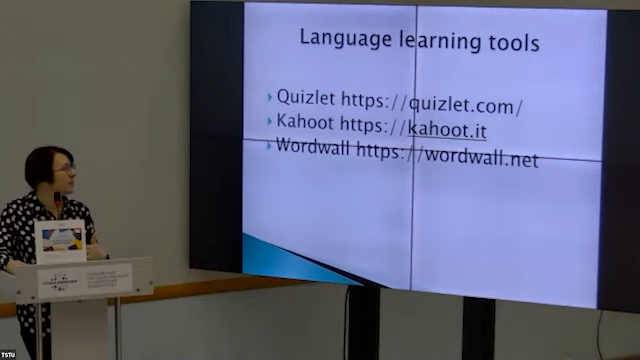 Language learning tools
Quizlet https://quizlet.com/
Kahoot https://kahoot.it
Wordwall https://wordwall.net
TSTU